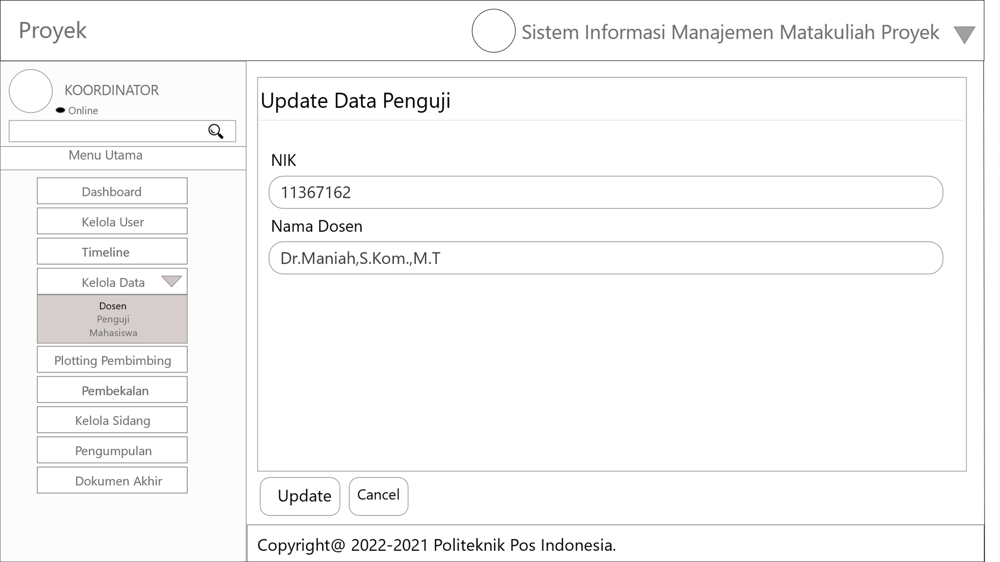 Proyek
Sistem Informasi Manajemen Matakuliah Proyek
KOORDINATOR
Online
Menu Utama
Dashboard
Kelola User
Timeline
Kelola Data
Dosen
Penguji
Mahasiswa
Plotting Pembimbing
Pembekalan
Kelola Sidang
Pengumpulan
Dokumen Akhir
Update Data Penguji
NIK
11367162
Nama Dosen
Dr.Maniah,S.Kom.,M.T
Update
Cancel
Copyright@ 2022-2021 Politeknik Pos Indonesia.